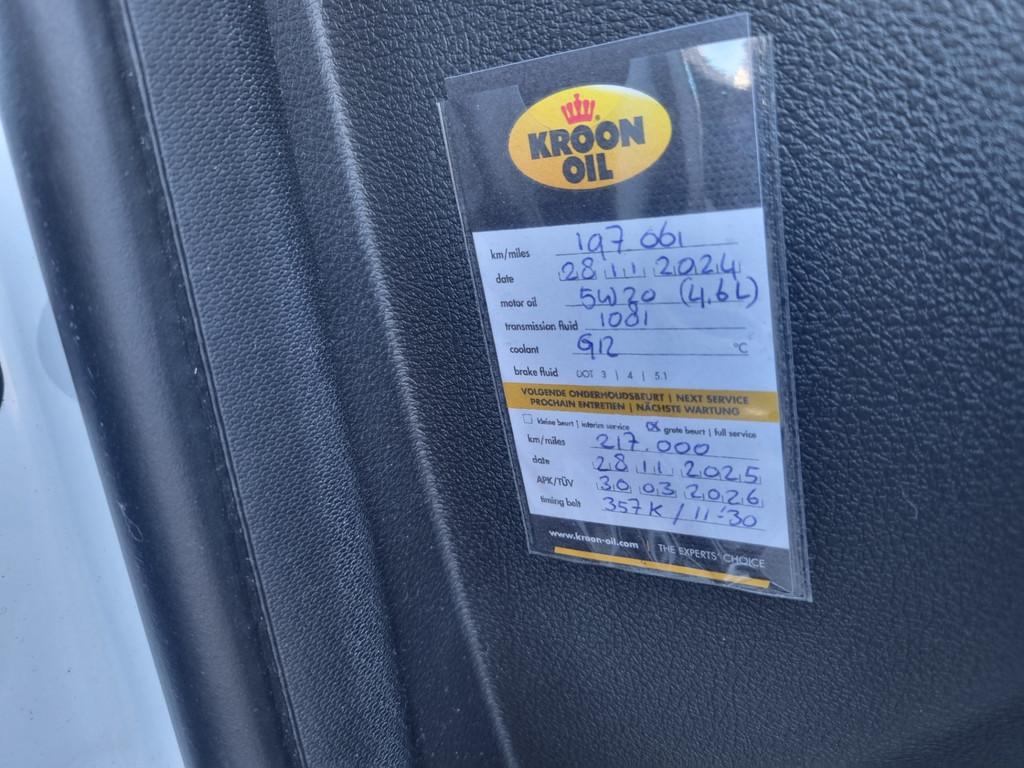 KROON
OIL
km/miles 197 061
date 28 11 2024
motor oil 5W20 (4.6L)
transmission fluid 1081
coolant G12 °C
brake fluid DOT 3 | 4 | 5.1
VOLGENDE ONDERHOUDSBEURT | NEXT SERVICE
PROCHAIN ENTRETIEN | NÄCHSTE WARTUNG
kleine beurt | interim service grote beurt | full service
km/miles 217.000
date 28 11 2025
APK/TÜV 30 03 2026
timing belt 357K / 11-'30
www.kroon-oil.com | THE EXPERTS' CHOICE